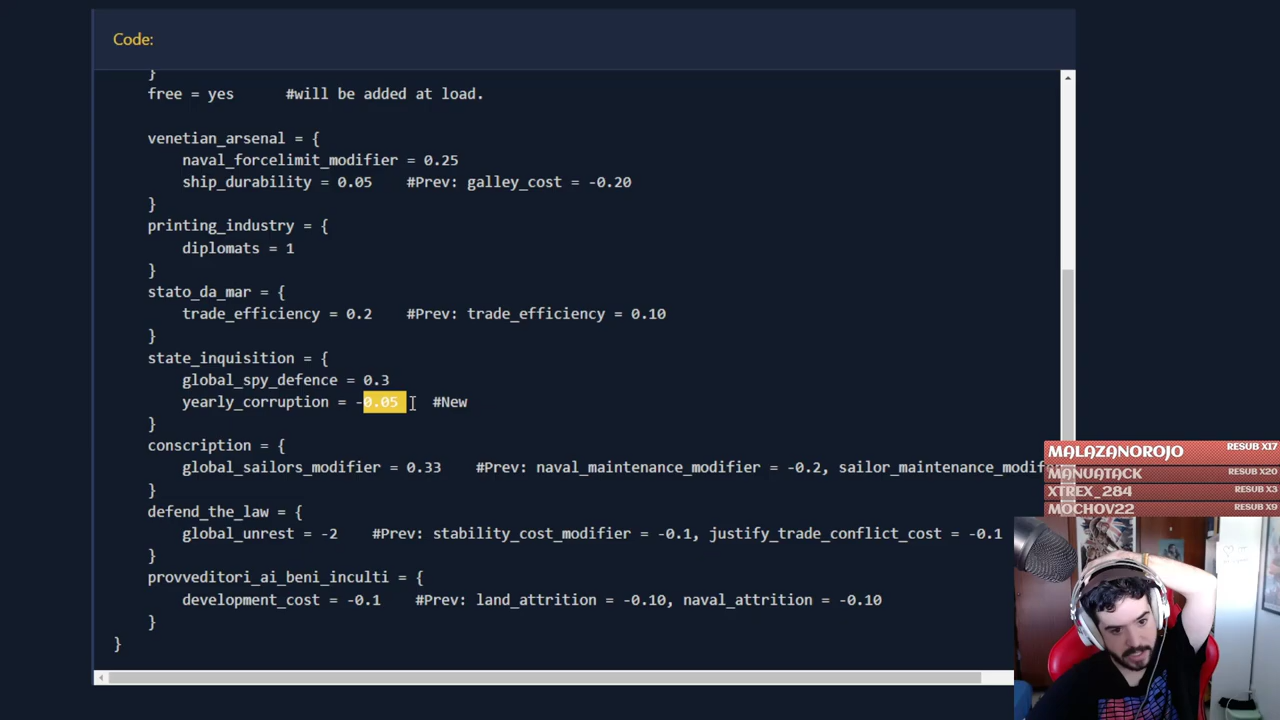 Code:
}
free = yes      #will be added at load.
venetian_arsenal = {
naval_forcelimit_modifier = 0.25
ship_durability = 0.05    #Prev: galley_cost = -0.20
}
printing_industry = {
diplomats = 1
}
stato_da_mar = {
trade_efficiency = 0.2    #Prev: trade_efficiency = 0.10
}
state_inquisition = {
global_spy_defence = 0.3
yearly_corruption = -0.05    #New
}
conscription = {
global_sailors_modifier = 0.33    #Prev: naval_maintenance_modifier = -0.2, sailor_maintenance_modifer
}
defend_the_law = {
global_unrest = -2    #Prev: stability_cost_modifier = -0.1, justify_trade_conflict_cost = -0.1
}
provveditori_ai_beni_inculti = {
development_cost = -0.1    #Prev: land_attrition = -0.10, naval_attrition = -0.10
}
}
MALAZANOROJO RESUB X17
MANUATACK RESUB X20
XTREX_284 RESUB X3
MOCHOV22 RESUB X9